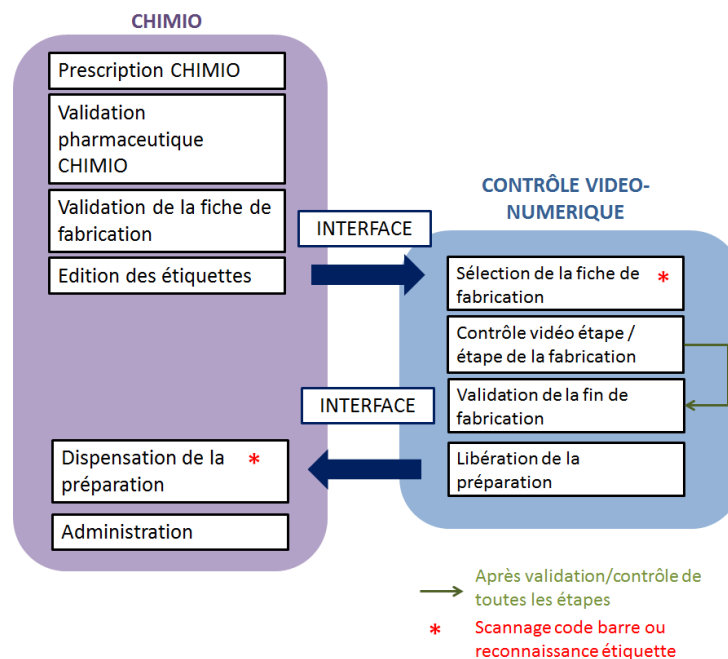 CHIMIO
Prescription CHIMIO
Validation
pharmaceutique
CHIMIO
Validation de la fiche de
fabrication
Edition des étiquettes
INTERFACE
CONTRÔLE VIDEO-
NUMERIQUE
Sélection de la fiche de *
fabrication
Contrôle vidéo étape /
étape de la fabrication
Validation de la fin de
fabrication
Libération de la
préparation
INTERFACE
Dispensation de la *
préparation
Administration
Après validation/contrôle de
toutes les étapes
* Scannage code barre ou
reconnaissance étiquette